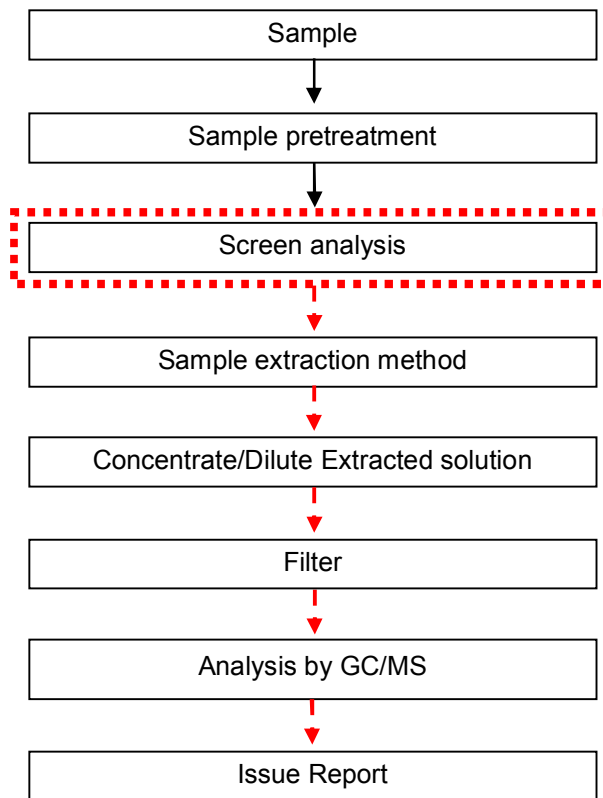 Sample
Sample pretreatment
Screen analysis
Sample extraction method
Concentrate/Dilute Extracted solution
Filter
Analysis by GC/MS
Issue Report